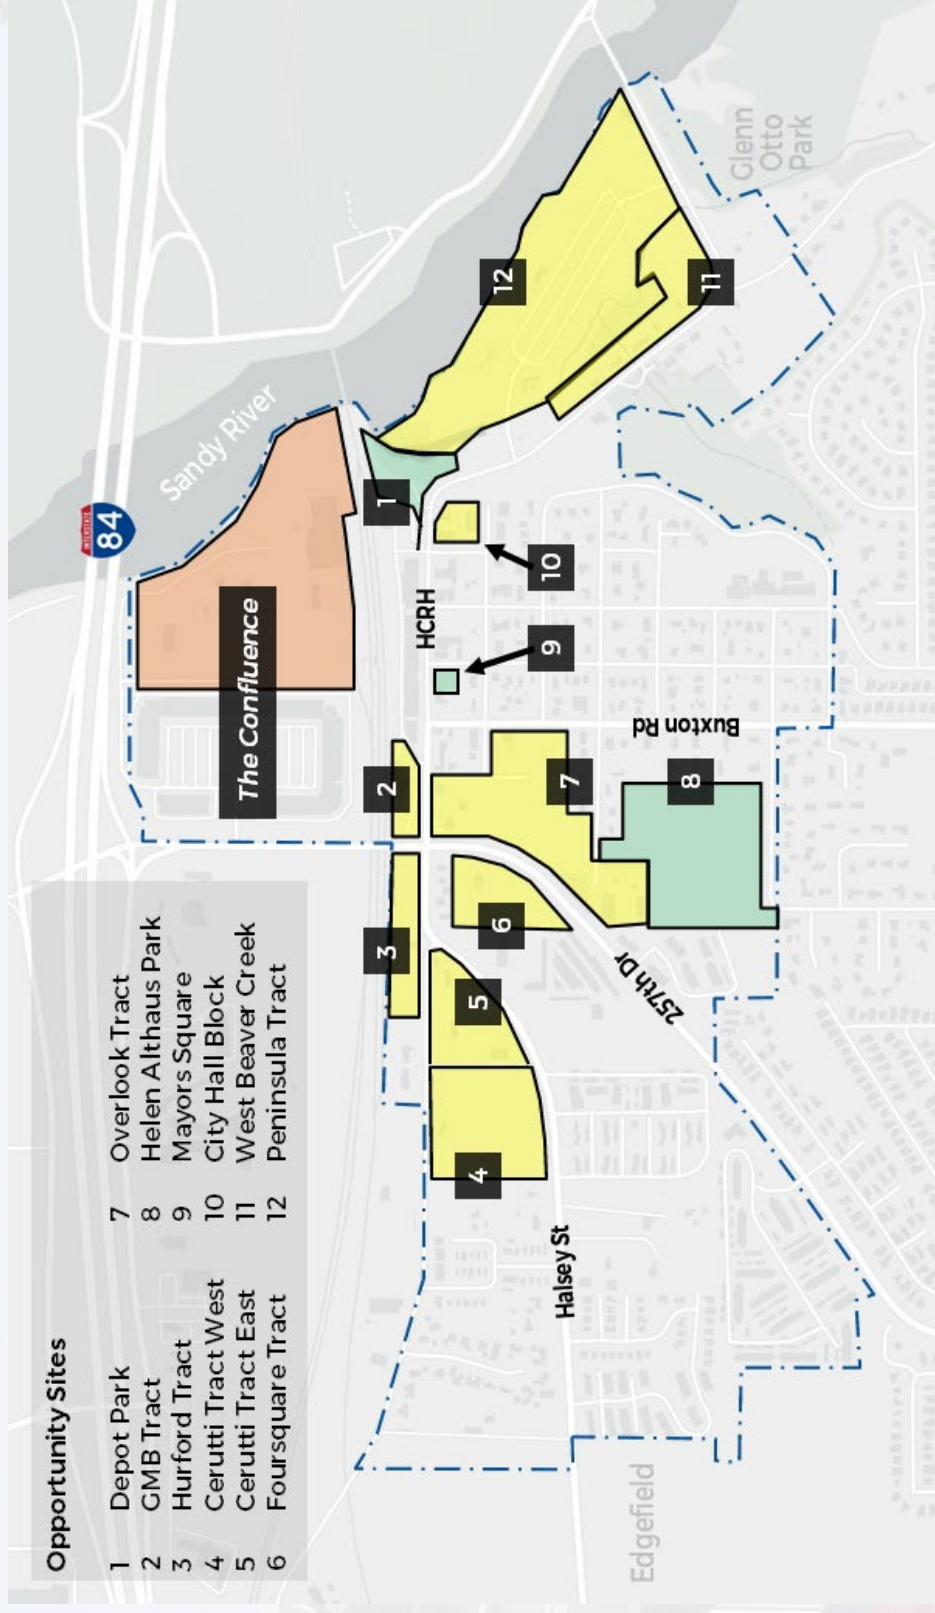 Opportunity Sites
1 Depot Park
2 GMB Tract
3 Hurford Tract
4 Cerutti Tract West
5 Cerutti Tract East
6 Foursquare Tract
7 Overlook Tract
8 Helen Althaus Park
9 Mayors Square
10 City Hall Block
11 West Beaver Creek
12 Peninsula Tract
INTERSTATE
84
Sandy River
The Confluence
HCRH
1
2
3
4
5
6
7
8
9
10
11
12
Buxton Rd
257th Dr
Halsey St
Edgefield
Glenn
Otto
Park